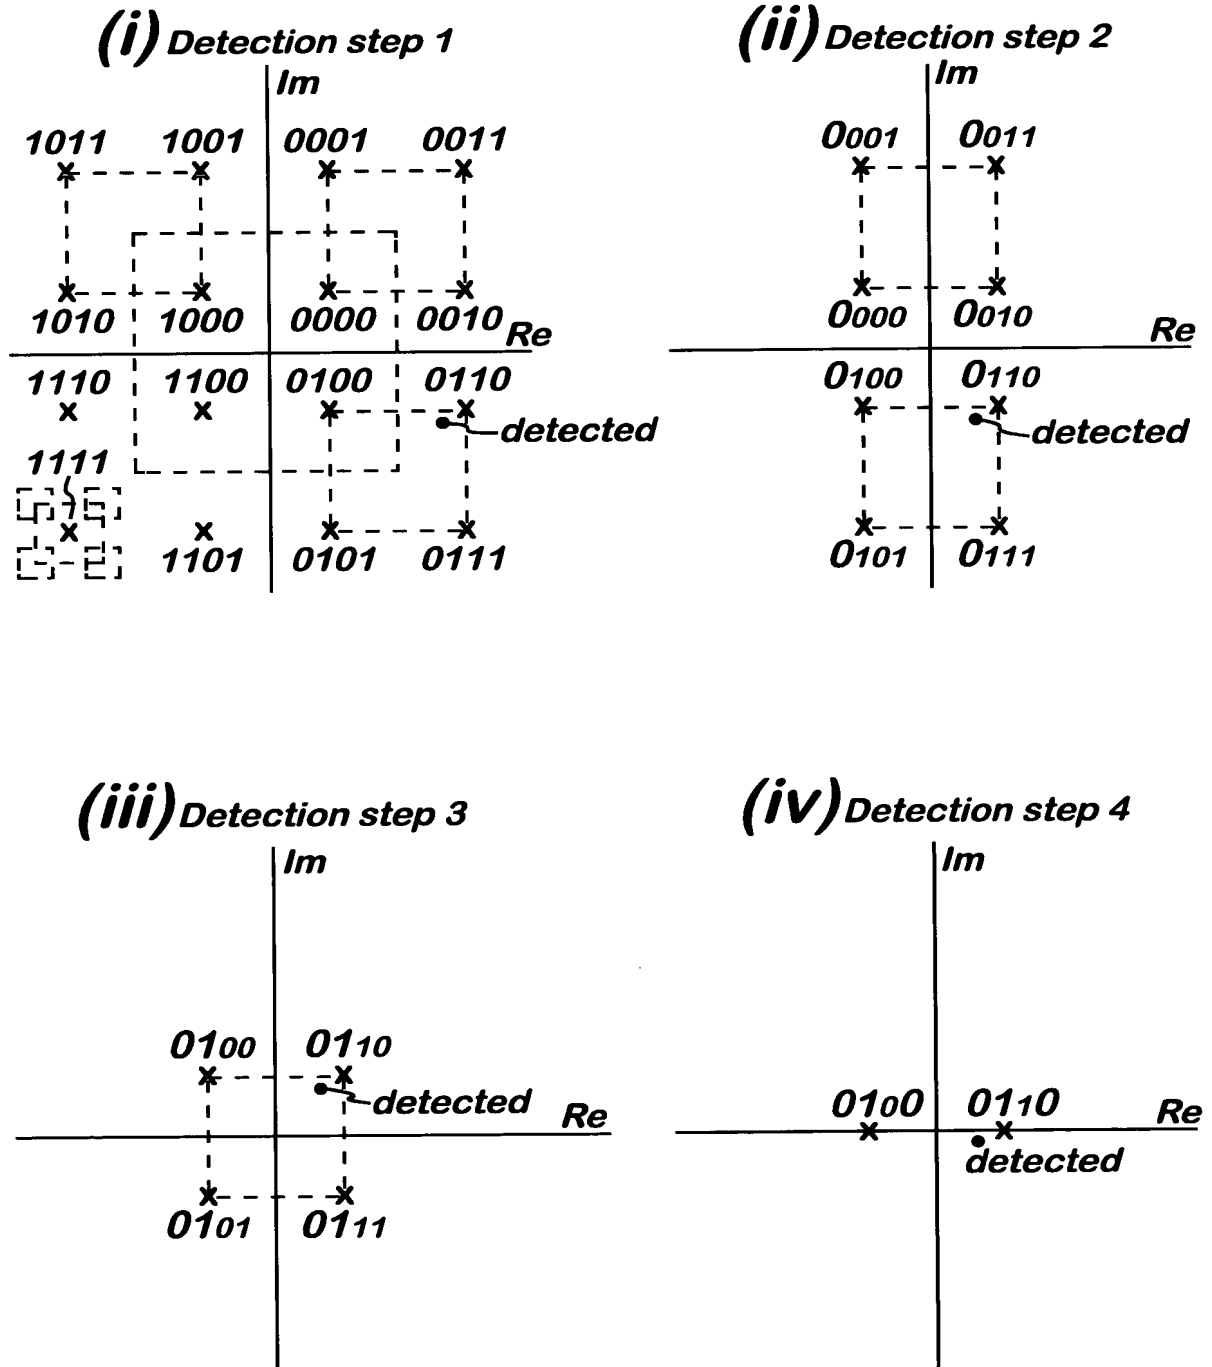 (i) Detection step 1
Im
1011 1001 0001 0011
1010 1000 0000 0010 Re
1110 1100 0100 0110
detected
1111
1101 0101 0111
(ii) Detection step 2
Im
0001 0011
0000 0010
Re
0100 0110
detected
0101 0111
(iii) Detection step 3
Im
0100 0110
detected
Re
0101 0111
(iv) Detection step 4
Im
0100 0110 Re
detected